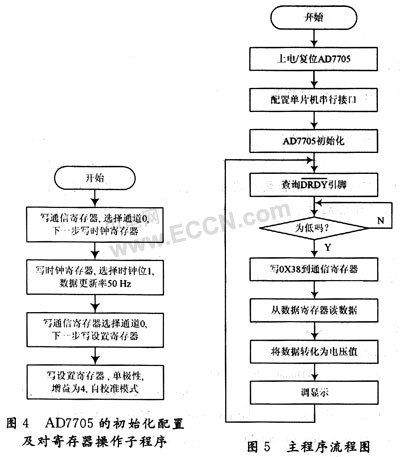 开始
写通信寄存器,选择通道0,
下一步写时钟寄存器
写时钟寄存器,选择时钟位1,
数据更新率50 Hz
写通信寄存器选择通道0,
下一步写设置寄存器
写设置寄存器,单极性,
增益为4,自校准模式
图 4 AD7705 的初始化配置
及对寄存器操作子程序
开始
上电/复位AD7705
配置单片机串行接口
AD7705初始化
查询DRDY引脚
为低吗?
N
Y
写0X38到通信寄存器
从数据寄存器读数据
将数据转化为电压值
调显示
图 5 主程序流程图
www.ECCN.com